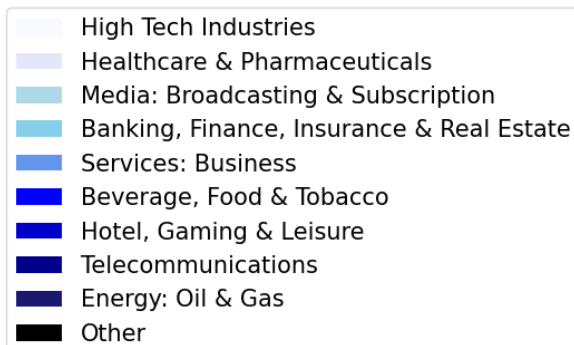 High Tech Industries
Healthcare & Pharmaceuticals
Media: Broadcasting & Subscription
Banking, Finance, Insurance & Real Estate
Services: Business
Beverage, Food & Tobacco
Hotel, Gaming & Leisure
Telecommunications
Energy: Oil & Gas
Other